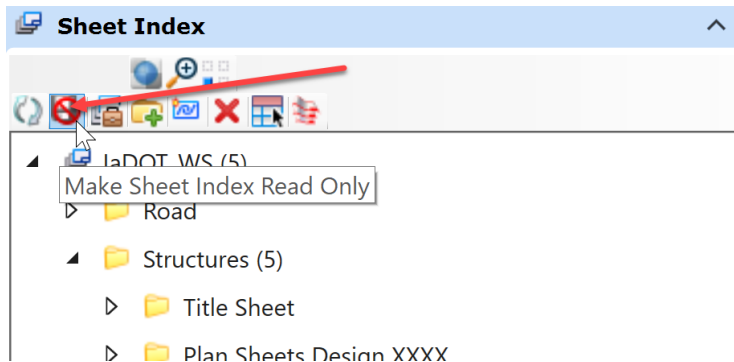 Sheet Index
IaDOT_WS (5)
Make Sheet Index Read Only
Road
Structures (5)
Title Sheet
Plan Sheets Design XXXX